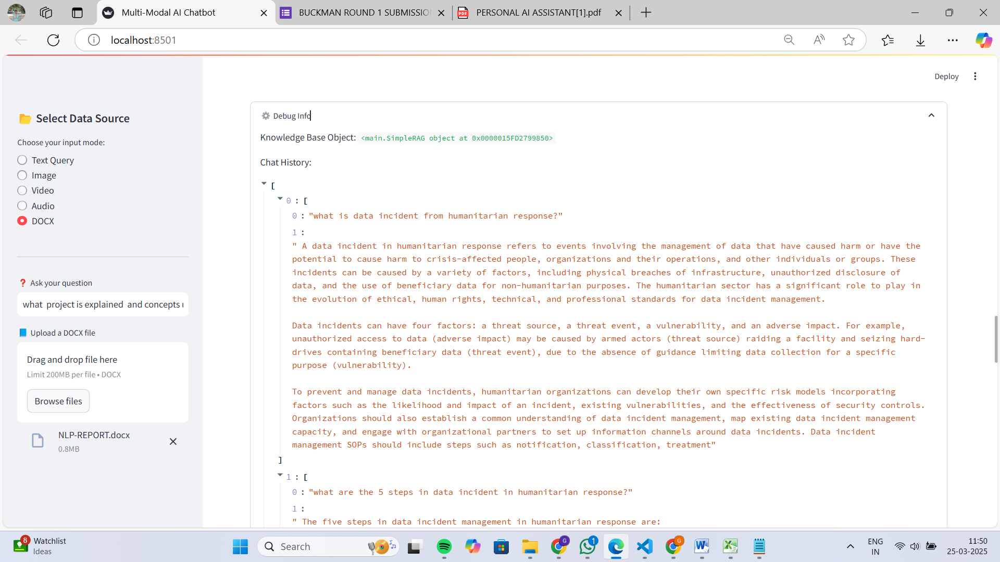 Multi-Modal AI Chatbot
BUCKMAN ROUND 1 SUBMISSIO
PERSONAL AI ASSISTANT[1].pdf
localhost:8501
Deploy
Select Data Source
Choose your input mode:
Text Query
Image
Video
Audio
DOCX
Ask your question
what project is explained and concepts u
Upload a DOCX file
Drag and drop file here
Limit 200MB per file • DOCX
Browse files
NLP-REPORT.docx
0.8MB
Debug Info
Knowledge Base Object: <main.SimpleRAG object at 0x0000015FD2799850>
Chat History:
[
0 : [
0 : "what is data incident from humanitarian response?"
1 :
" A data incident in humanitarian response refers to events involving the management of data that have caused harm or have the
potential to cause harm to crisis-affected people, organizations and their operations, and other individuals or groups. These
incidents can be caused by a variety of factors, including physical breaches of infrastructure, unauthorized disclosure of
data, and the use of beneficiary data for non-humanitarian purposes. The humanitarian sector has a significant role to play in
the evolution of ethical, human rights, technical, and professional standards for data incident management.
Data incidents can have four factors: a threat source, a threat event, a vulnerability, and an adverse impact. For example,
unauthorized access to data (adverse impact) may be caused by armed actors (threat source) raiding a facility and seizing hard-
drives containing beneficiary data (threat event), due to the absence of guidance limiting data collection for a specific
purpose (vulnerability).
To prevent and manage data incidents, humanitarian organizations can develop their own specific risk models incorporating
factors such as the likelihood and impact of an incident, existing vulnerabilities, and the effectiveness of security controls.
Organizations should also establish a common understanding of data incident management, map existing data incident management
capacity, and engage with organizational partners to set up information channels around data incidents. Data incident
management SOPs should include steps such as notification, classification, treatment"
]
1 : [
0 : "what are the 5 steps in data incident in humanitarian response?"
1 :
" The five steps in data incident management in humanitarian response are:
8
Watchlist
Ideas
Search
G
1
G
ENG
IN
11:50
25-03-2025